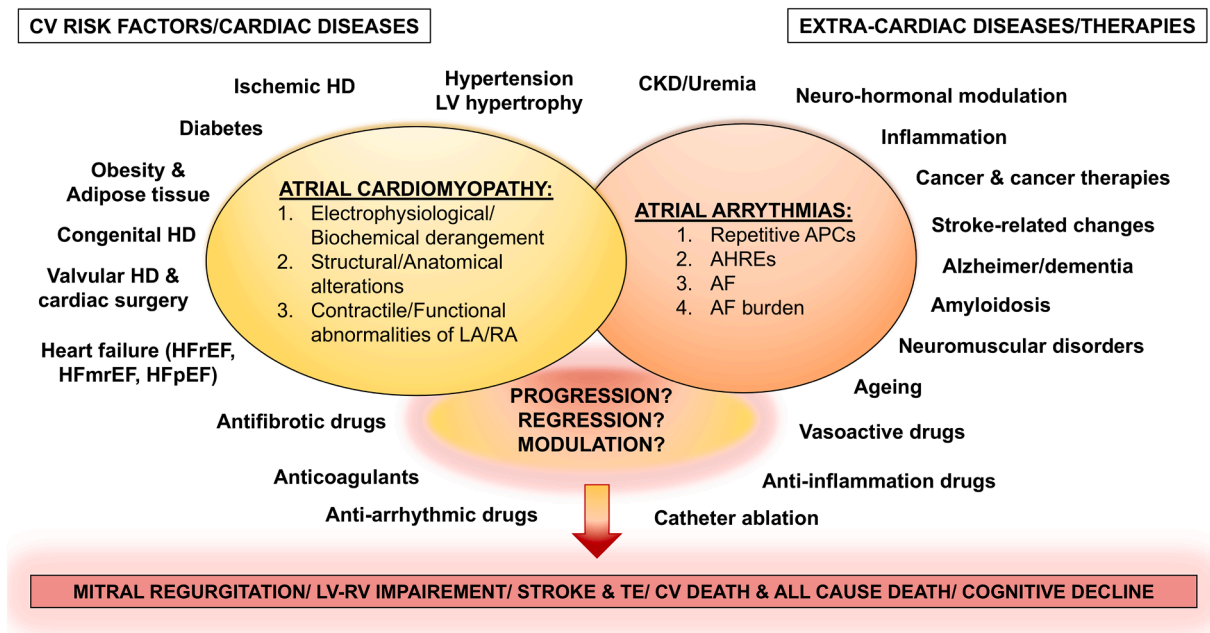 CV RISK FACTORS/CARDIAC DISEASES
EXTRA-CARDIAC DISEASES/THERAPIES
Ischemic HD
Hypertension
LV hypertrophy
CKD/Uremia
Neuro-hormonal modulation
Diabetes
Inflammation
Obesity &
Adipose tissue
Cancer & cancer therapies
Congenital HD
Stroke-related changes
Valvular HD &
cardiac surgery
Alzheimer/dementia
Amyloidosis
Heart failure (HFrEF,
HFmrEF, HFpEF)
Neuromuscular disorders
Ageing
ATRIAL CARDIOMYOPATHY:
1. Electrophysiological/
Biochemical derangement
2. Structural/Anatomical
alterations
3. Contractile/Functional
abnormalities of LA/RA
ATRIAL ARRYTHMIAS:
1. Repetitive APCs
2. AHREs
3. AF
4. AF burden
PROGRESSION?
REGRESSION?
MODULATION?
Antifibrotic drugs
Vasoactive drugs
Anticoagulants
Anti-inflammation drugs
Anti-arrhythmic drugs
Catheter ablation
MITRAL REGURGITATION/ LV-RV IMPAIREMENT/ STROKE & TE/ CV DEATH & ALL CAUSE DEATH/ COGNITIVE DECLINE